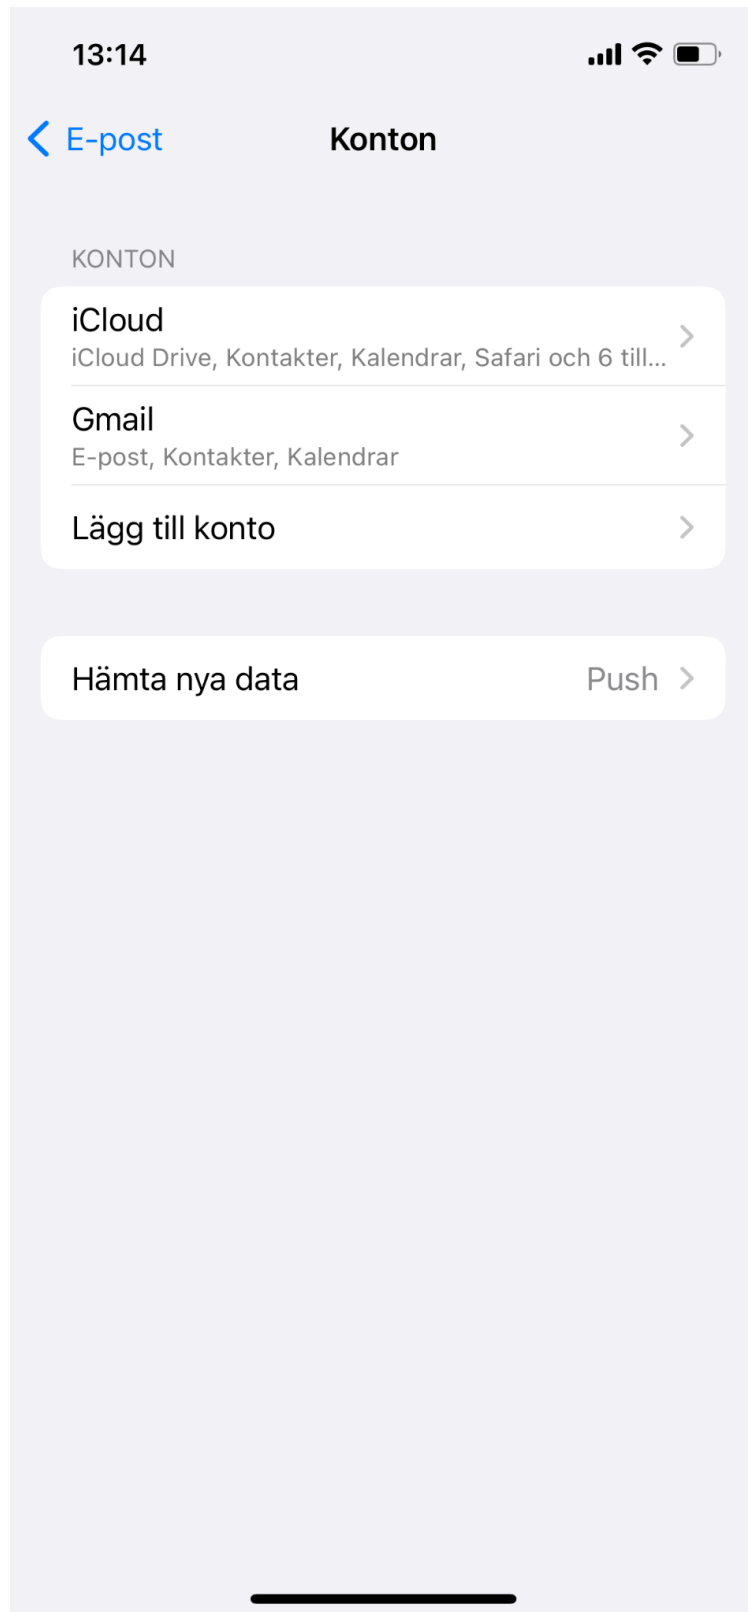 13:14
E-post
Konton
KONTON
iCloud
iCloud Drive, Kontakter, Kalendrar, Safari och 6 till...
Gmail
E-post, Kontakter, Kalendrar
Lägg till konto
Hämta nya data Push